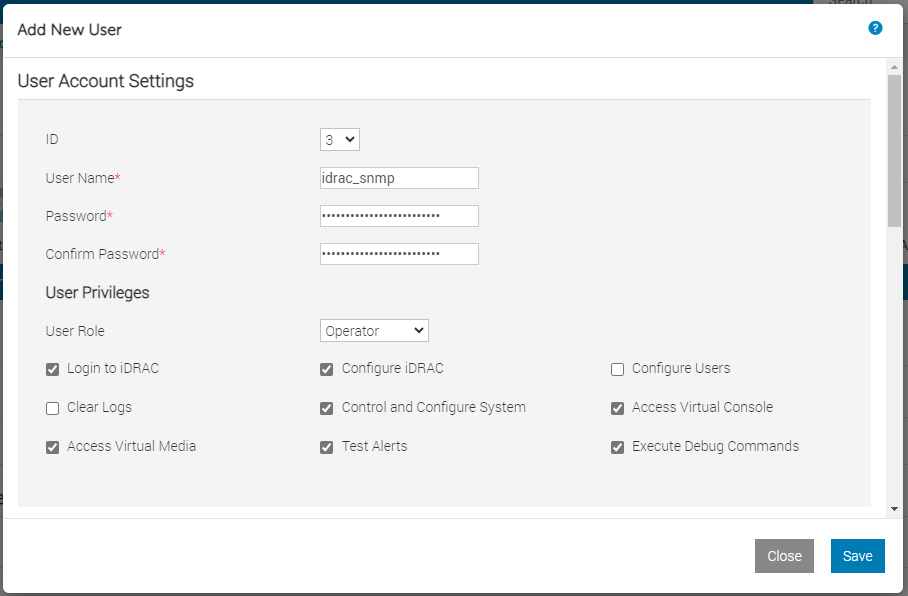 Add New User
?
User Account Settings
ID
3
User Name*
idrac_snmp
Password*
•••••••••••••••••••••••••
Confirm Password*
•••••••••••••••••••••••••
User Privileges
User Role
Operator
Login to iDRAC
Configure iDRAC
Configure Users
Clear Logs
Control and Configure System
Access Virtual Console
Access Virtual Media
Test Alerts
Execute Debug Commands
Close
Save